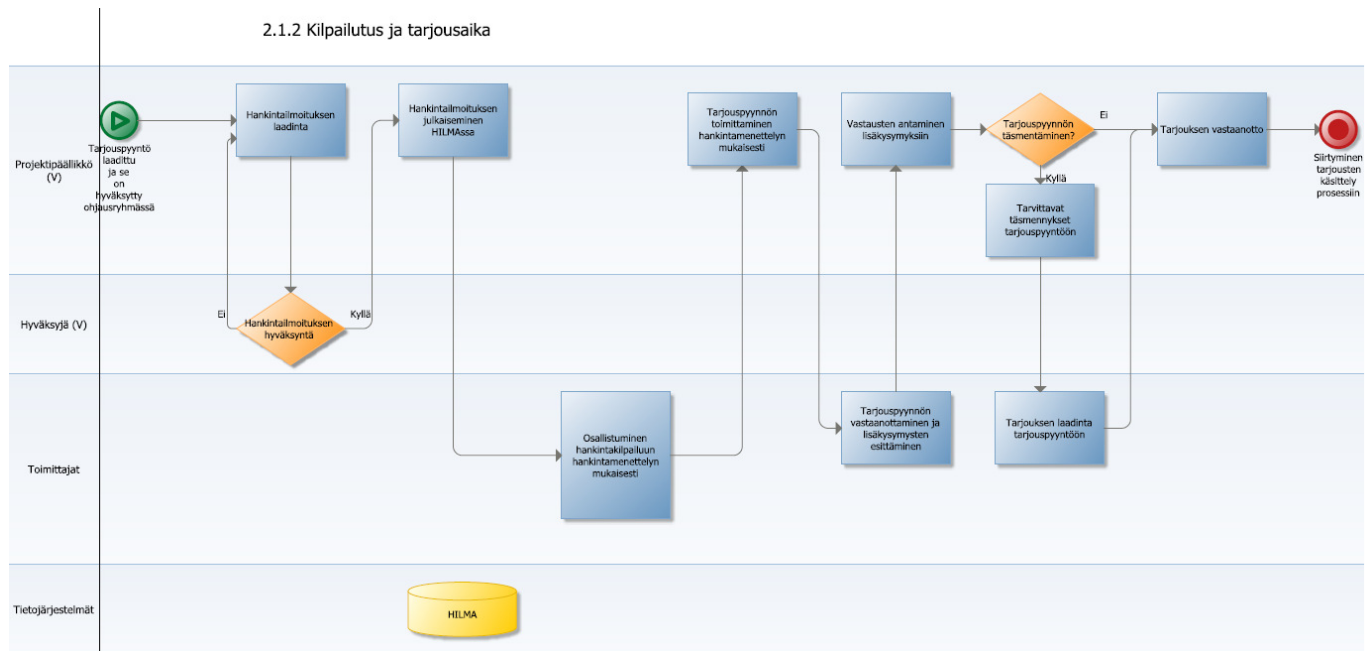 2.1.2 Kilpailutus ja tarjousaika
Projektipäällikkö
(V)
Tarjouspyyntö
laadittu
ja se
on
hyväksytty
ohjausryhmässä
Hankintailmoituksen
laadinta
Hankintailmoituksen
julkaiseminen
HILMAssa
Tarjouspyynnön
toimittaminen
hankintamenettelyn
mukaisesti
Vastausten antaminen
lisäkysymyksiin
Tarjouspyynnön
täsmentäminen?
Ei
Kyllä
Tarvittavat
täsmennykset
tarjouspyyntöön
Tarjouksen vastaanotto
Siirtyminen
tarjousten
käsittely
prosessiin
Hyväksyjä (V)
Ei
Hankintailmoituksen
hyväksyntä
Kyllä
Toimittajat
Osallistuminen
hankintakilpailuun
hankintamenettelyn
mukaisesti
Tarjouspyynnön
vastaanottaminen ja
lisäkysymysten
esittäminen
Tarjouksen laadinta
tarjouspyyntöön
Tietojärjestelmät
HILMA